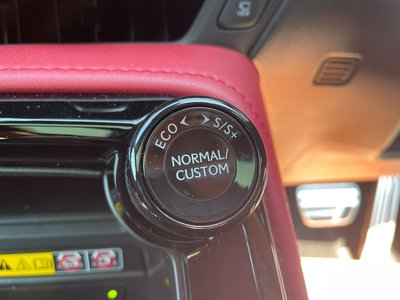 ECO < > S/S+
NORMAL/
CUSTOM